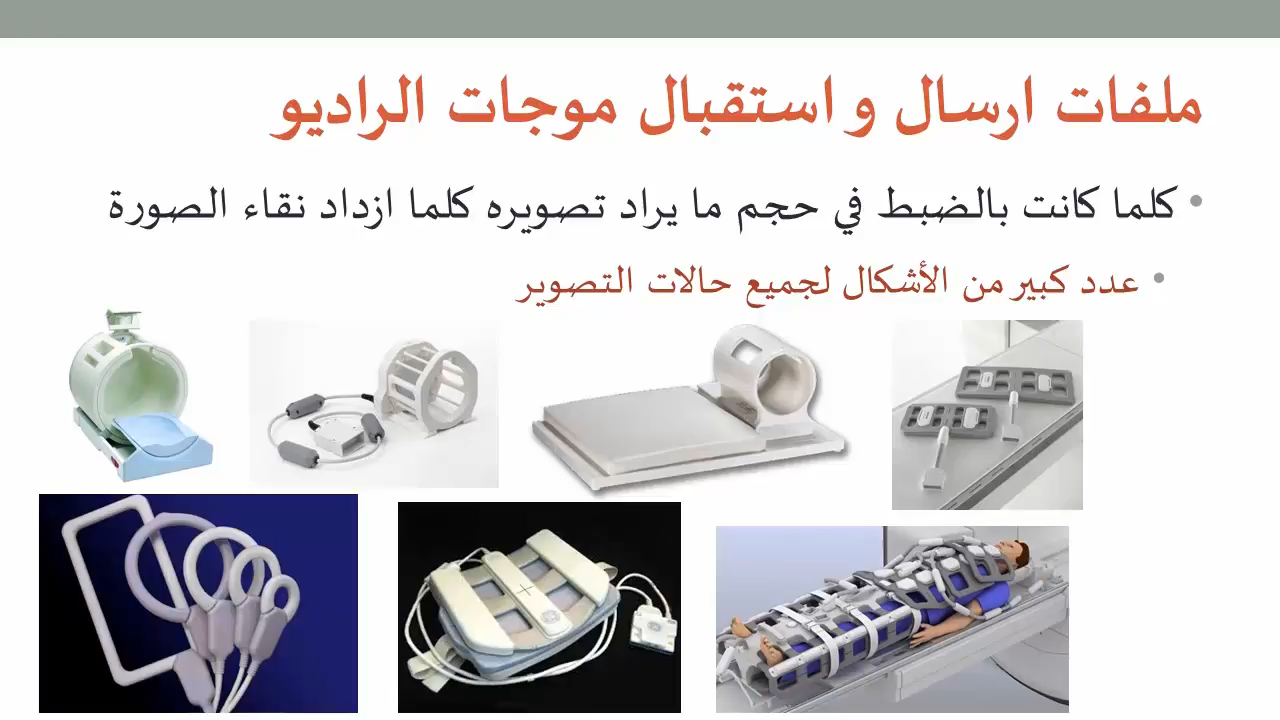 ملفات ارسال و استقبال موجات الراديو
• كلما كانت بالضبط في حجم ما يراد تصويره كلما ازداد نقاء الصورة
• عدد كبير من الأشكال لجميع حالات التصوير